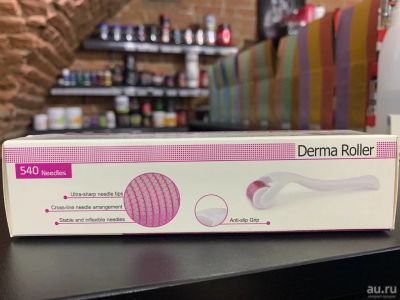 Derma Roller
540 Needles
Ultra-sharp needle tips
Cross-line needle arrangement
Stable and inflexible needles
Anti-slip Grip
au.ru